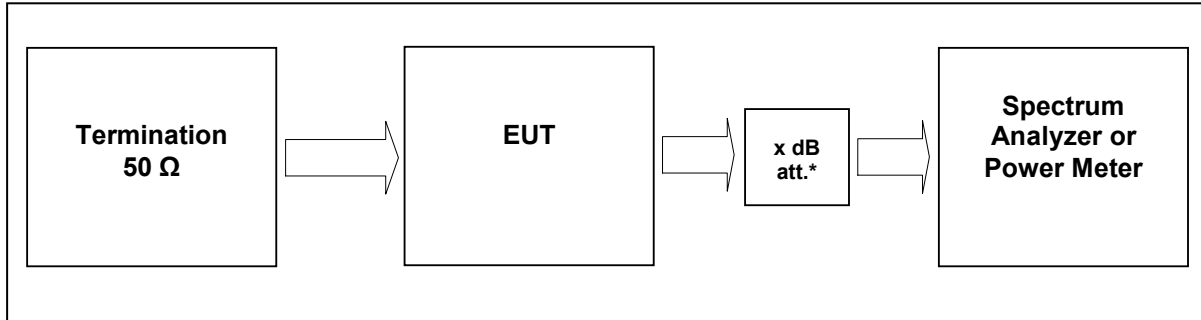 Termination
50 Ω
EUT
x dB
att.*
Spectrum
Analyzer or
Power Meter